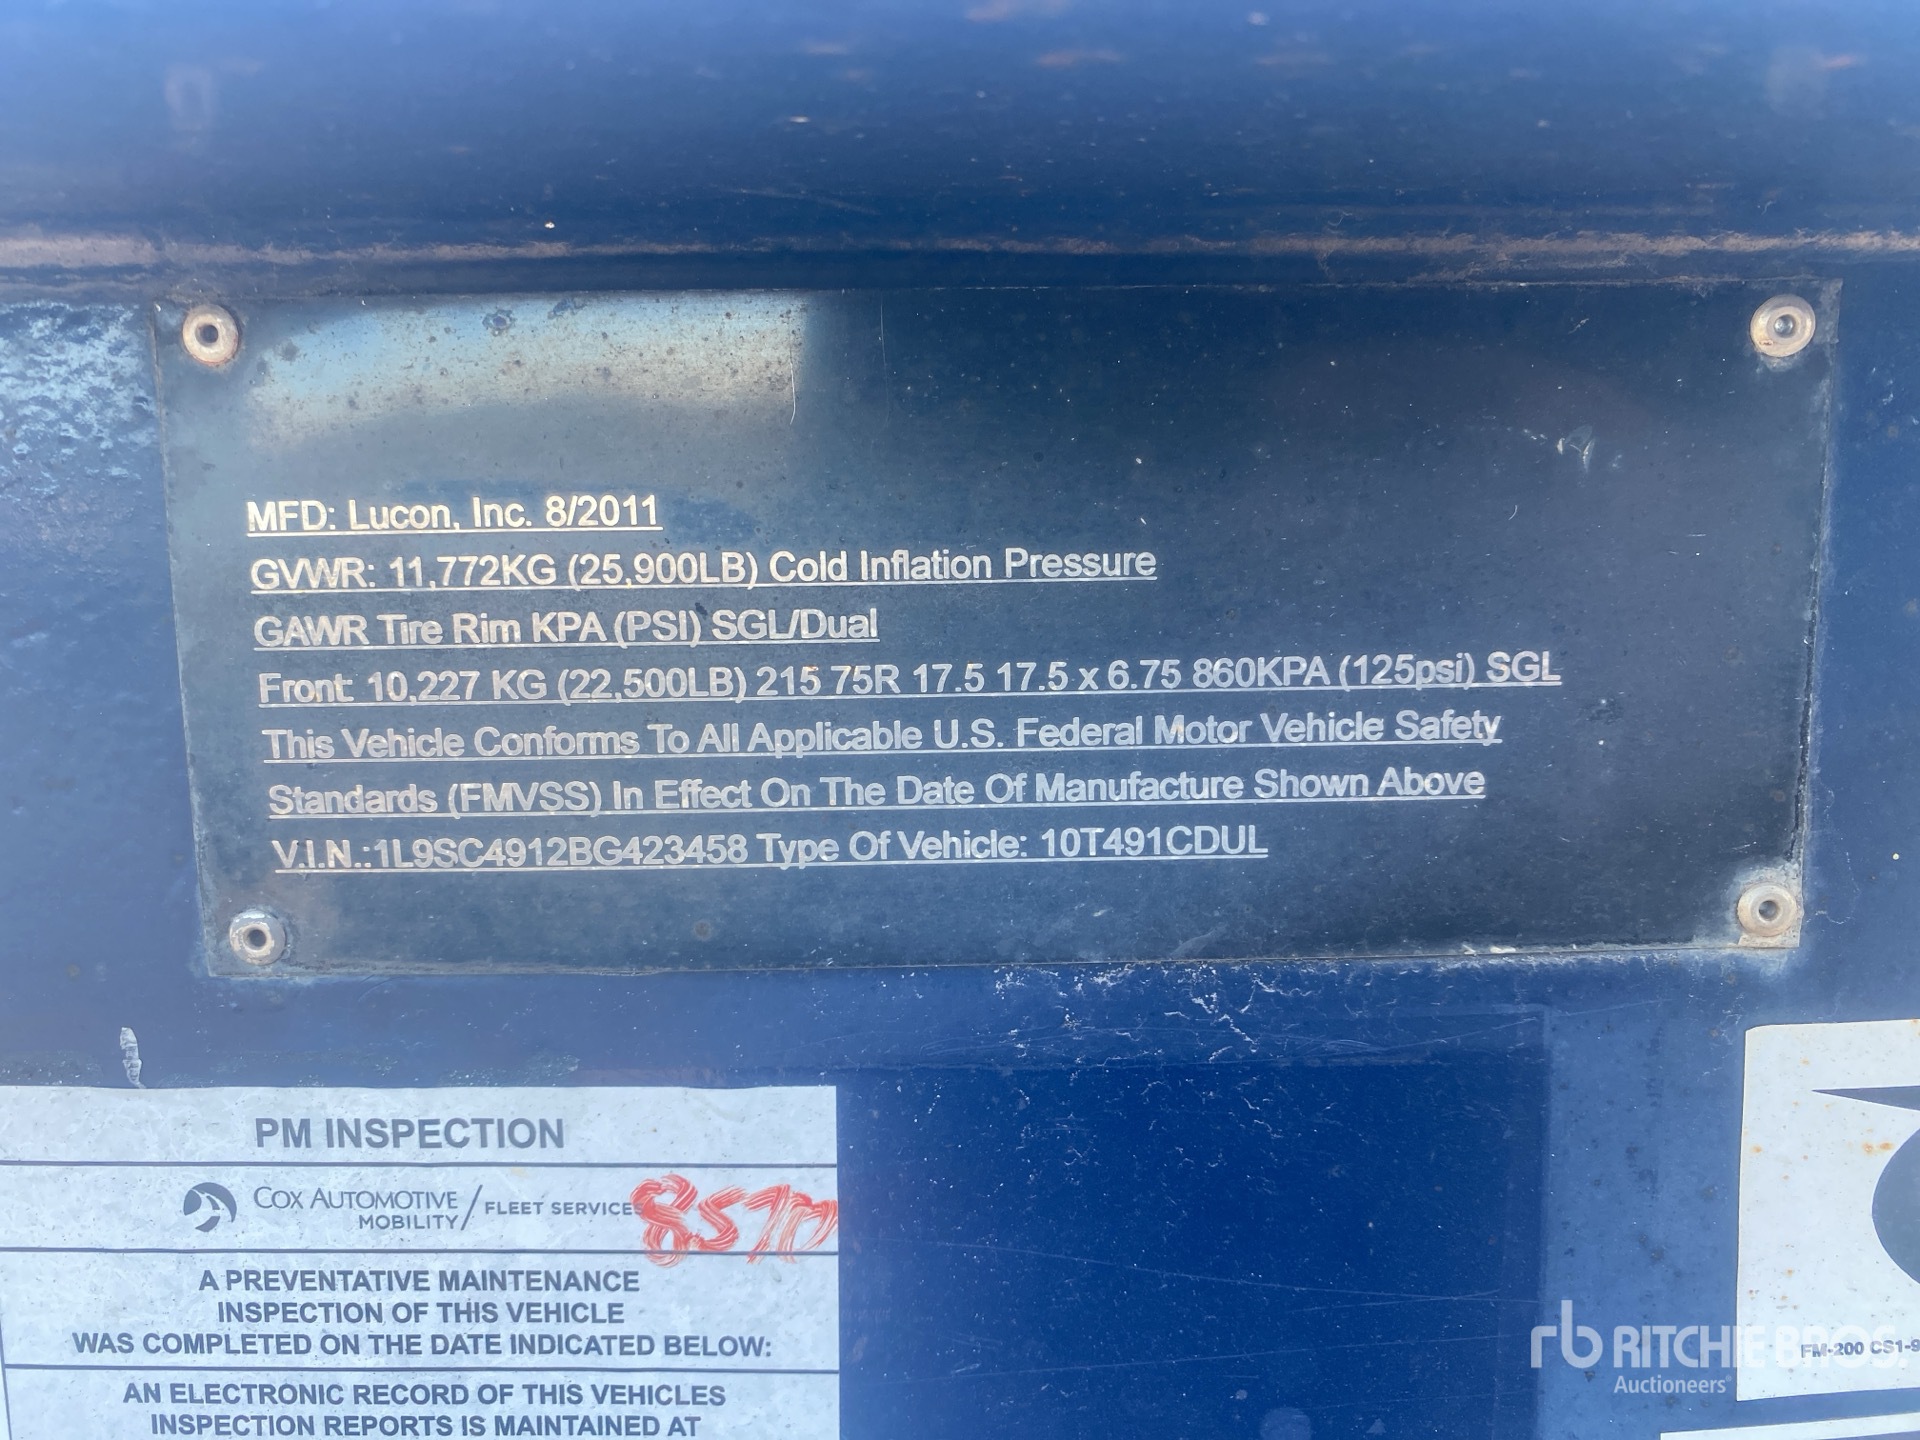 MFD: Lucon, Inc. 8/2011
GVWR: 11,772KG (25,900LB) Cold Inflation Pressure
GAWR Tire Rim KPA (PSI) SGL/Dual
Front: 10,227 KG (22,500LB) 215 75R 17.5 17.5 x 6.75 860KPA (125psi) SGL
This Vehicle Conforms To All Applicable U.S. Federal Motor Vehicle Safety
Standards (FMVSS) In Effect On The Date Of Manufacture Shown Above
V.I.N.:1L9SC4912BG423458 Type Of Vehicle: 10T491CDUL
PM INSPECTION
COX AUTOMOTIVE
MOBILITY / FLEET SERVICES
8570
A PREVENTATIVE MAINTENANCE
INSPECTION OF THIS VEHICLE
WAS COMPLETED ON THE DATE INDICATED BELOW:
AN ELECTRONIC RECORD OF THIS VEHICLES
INSPECTION REPORTS IS MAINTAINED AT
FM-200 CS1-9
rb RITCHIE BROS.
Auctioneers